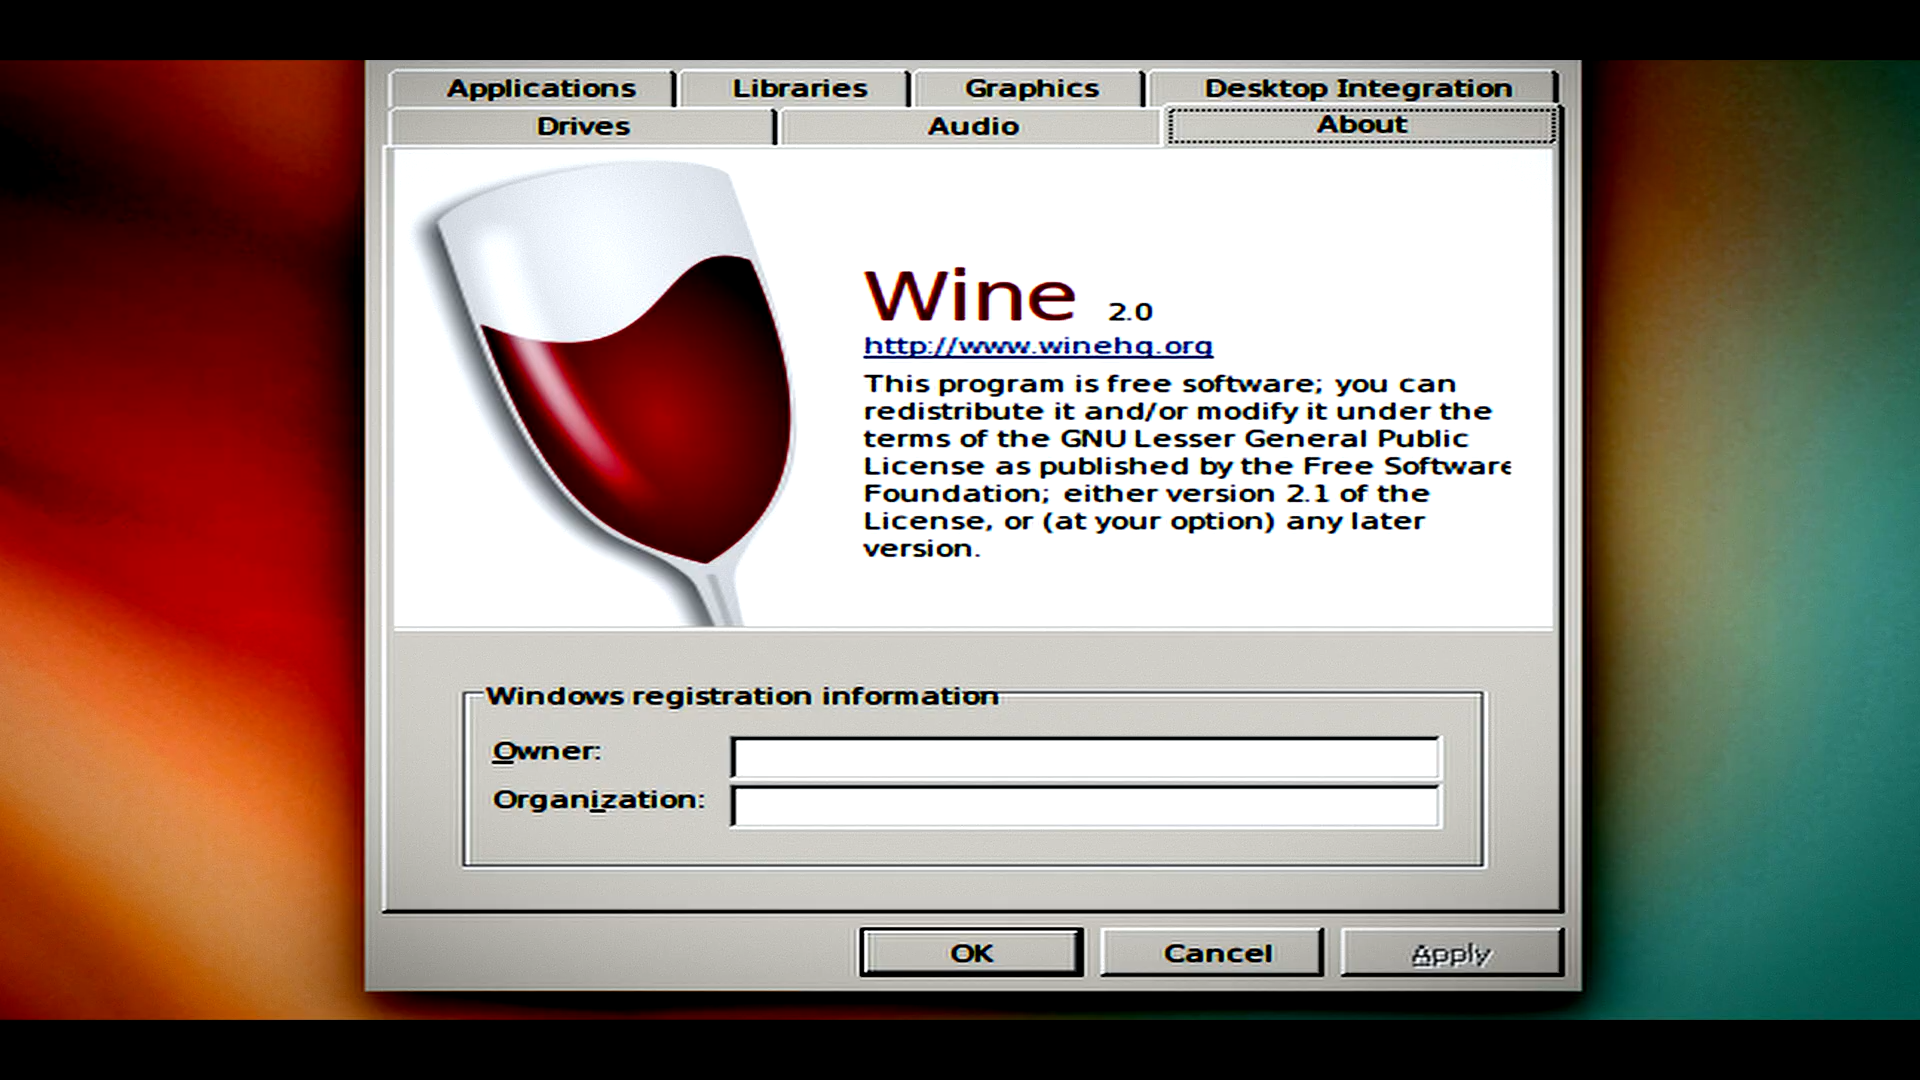 Applications Libraries Graphics Desktop Integration
Drives Audio About
Wine 2.0
http://www.winehq.org
This program is free software; you can
redistribute it and/or modify it under the
terms of the GNU Lesser General Public
License as published by the Free Software
Foundation; either version 2.1 of the
License, or (at your option) any later
version.
Windows registration information
Owner:
Organization:
OK Cancel Apply